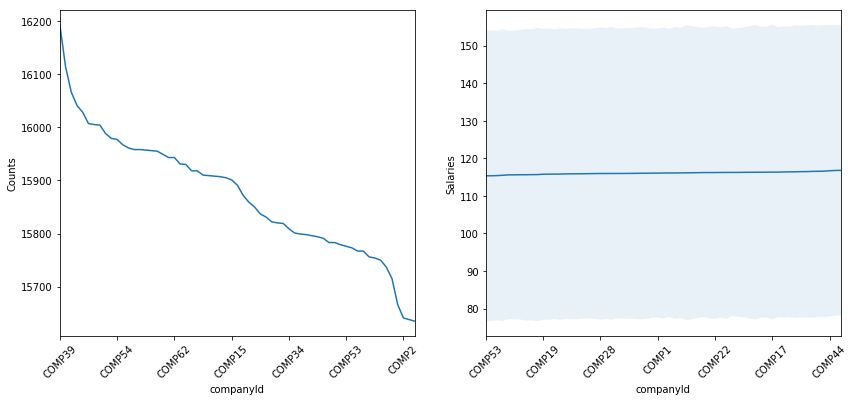 Counts
16200
16100
16000
15900
15800
15700
COMP39
COMP54
COMP62
COMP15
COMP34
COMP53
COMP2
companyId
Salaries
150
140
130
120
110
100
90
80
COMP53
COMP19
COMP28
COMP1
COMP22
COMP17
COMP44
companyId